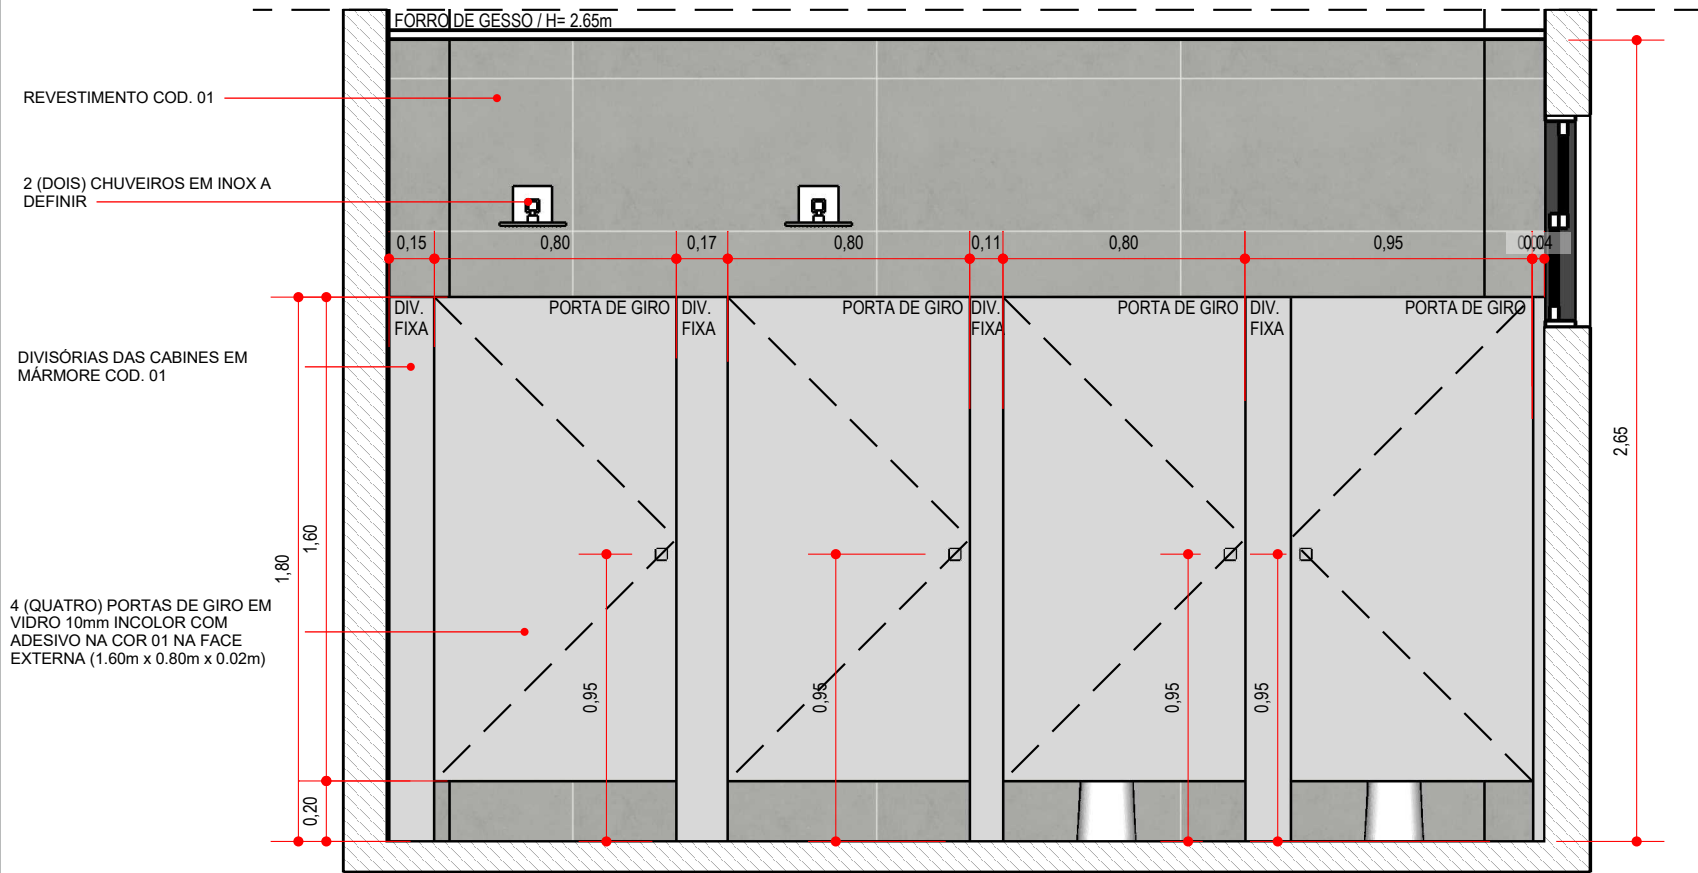 FORRO DE GESSO / H= 2.65m
REVESTIMENTO COD. 01
2 (DOIS) CHUVEIROS EM INOX A
DEFINIR
0,15 0,80 0,17 0,80 0,11 0,80 0,95 0,04
DIV.
FIXA
PORTA DE GIRO
DIV.
FIXA
PORTA DE GIRO
DIV.
FIXA
PORTA DE GIRO
DIV.
FIXA
PORTA DE GIRO
DIVISÓRIAS DAS CABINES EM
MÁRMORE COD. 01
2,65
1,60
1,80
4 (QUATRO) PORTAS DE GIRO EM
VIDRO 10mm INCOLOR COM
ADESIVO NA COR 01 NA FACE
EXTERNA (1.60m x 0.80m x 0.02m)
0,95
0,95
0,95
0,95
0,20